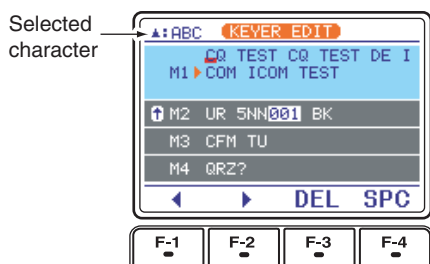 Selected
character
▲:ABC KEYER EDIT
CQ TEST CQ TEST DE I
M1 ▶COM ICOM TEST
↑ M2 UR 5NN001 BK
M3 CFM TU
M4 QRZ?
◀ ▶ DEL SPC
F-1 F-2 F-3 F-4